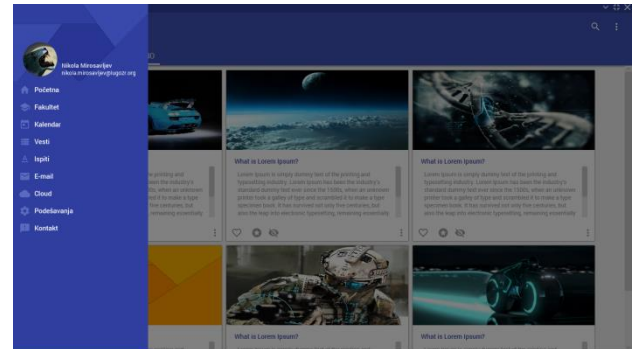 Nikola Mirosavljev
Početna
Fakultet
Kalendar
Vesti
Ispiti
E-mail
Cloud
Podešavanja
Kontakt
What is Lorem Ipsum?
Lorem Ipsum is simply dummy text of the printing and
typesetting industry. Lorem Ipsum has been the industry's
standard dummy text ever since the 1500s, when an unknown
printer took a galley of type and scrambled it to make a type
specimen book. It has survived not only five centuries, but
also the leap into electronic typesetting, remaining essentially
What is Lorem Ipsum?
Lorem Ipsum is simply dummy text of the printing and
typesetting industry. Lorem Ipsum has been the industry's
standard dummy text ever since the 1500s, when an unknown
printer took a galley of type and scrambled it to make a type
specimen book. It has survived not only five centuries, but
also the leap into electronic typesetting, remaining essentially
What is Lorem Ipsum?
What is Lorem Ipsum?